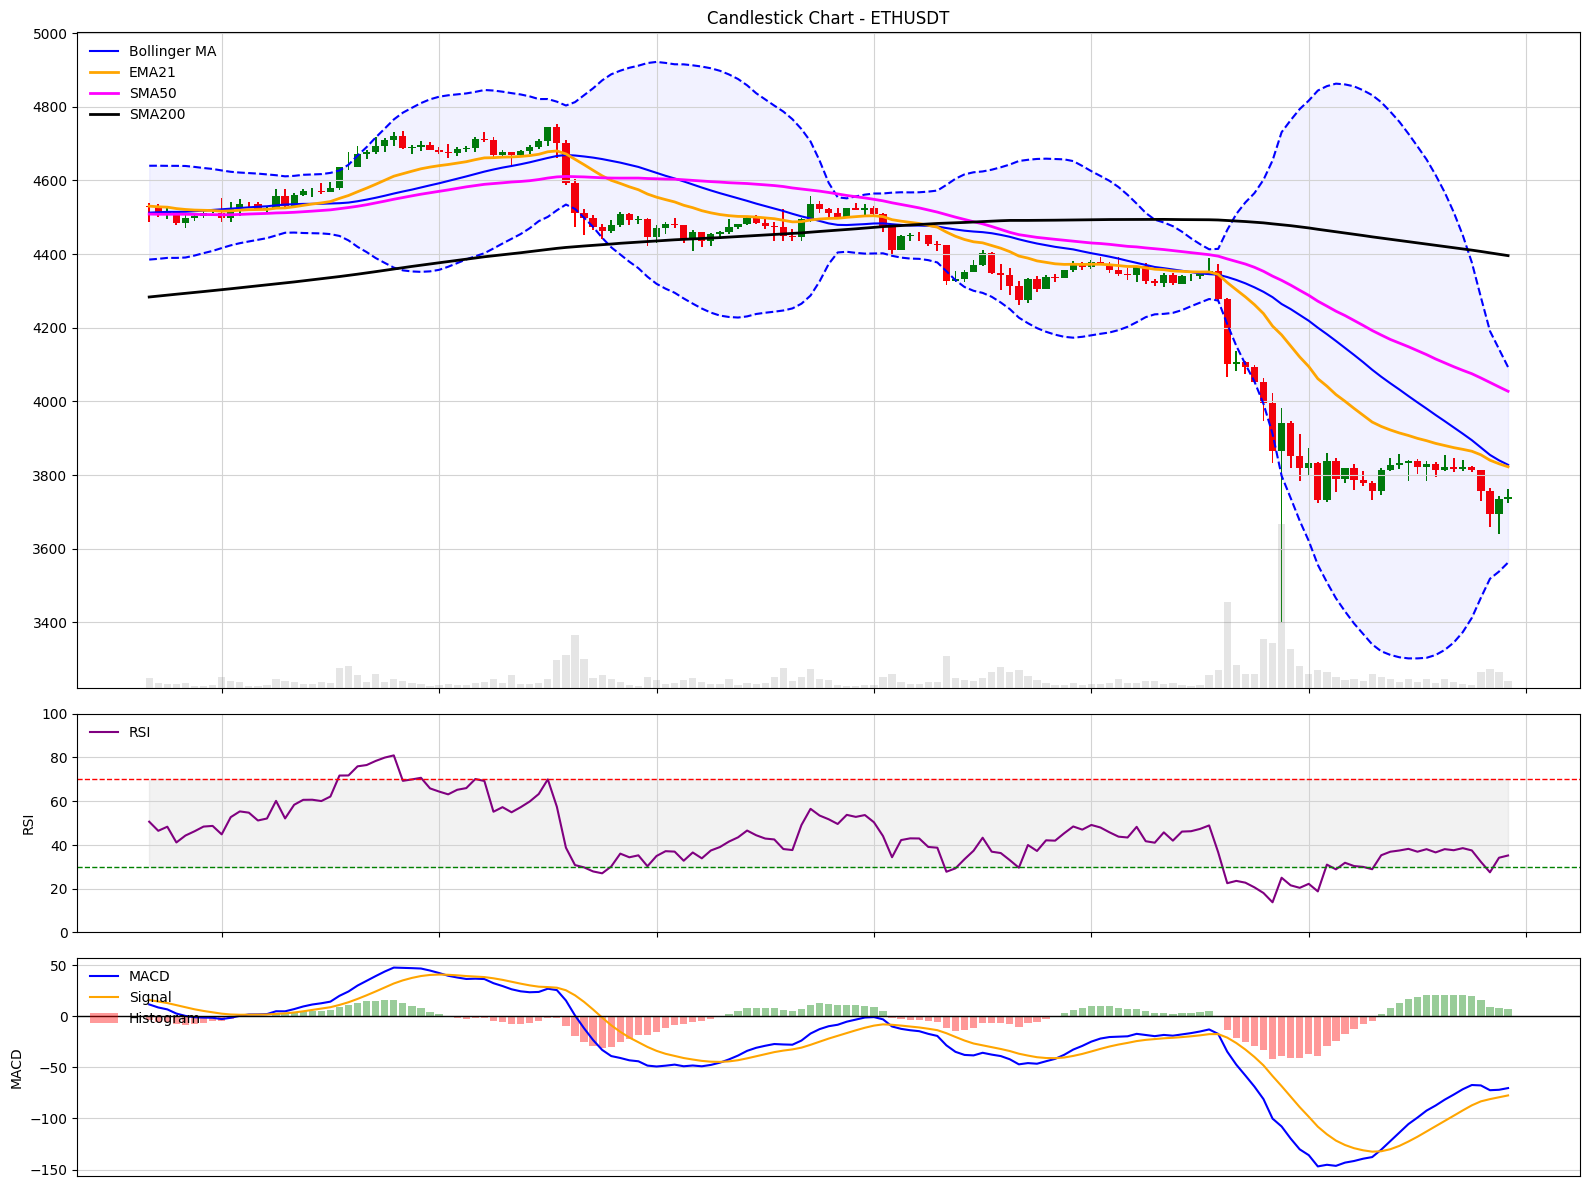 Candlestick Chart - ETHUSDT
5000
4800
4600
4400
4200
4000
3800
3600
3400
Bollinger MA
EMA21
SMA50
SMA200
100
80
60
40
20
0
RSI
RSI
50
0
−50
−100
−150
MACD
MACD
Signal
Histogram